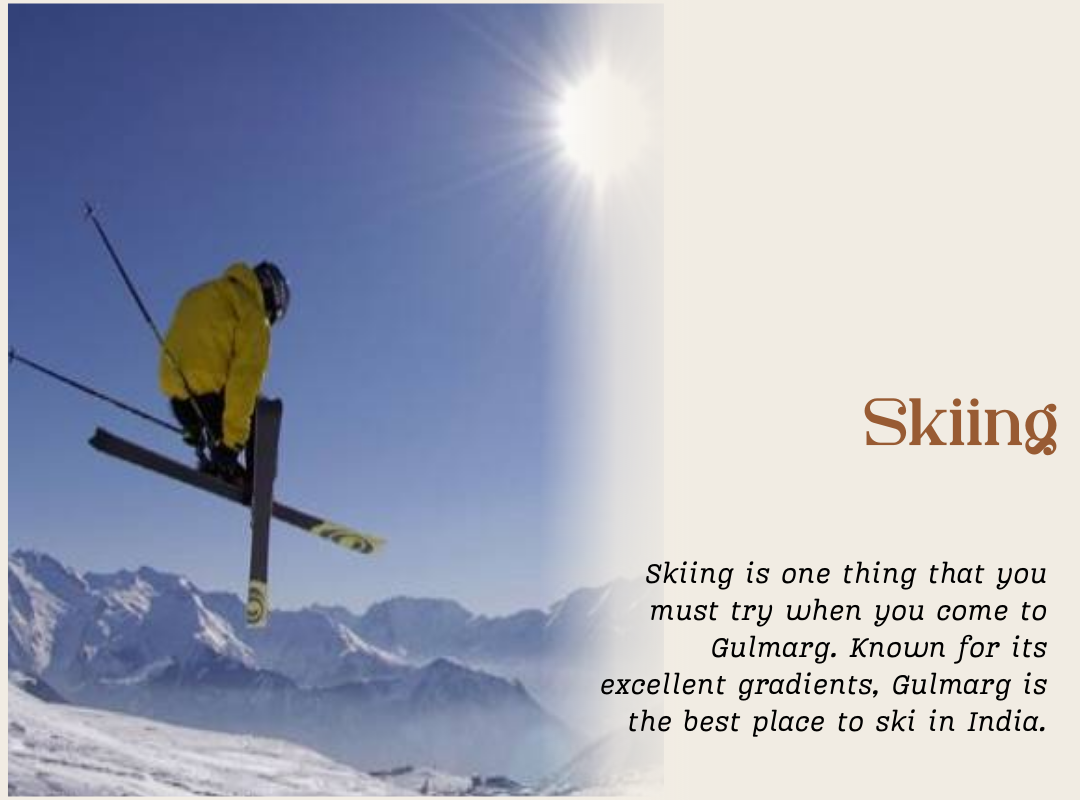 Skiing
Skiing is one thing that you
must try when you come to
Gulmarg. Known for its
excellent gradients, Gulmarg is
the best place to ski in India.